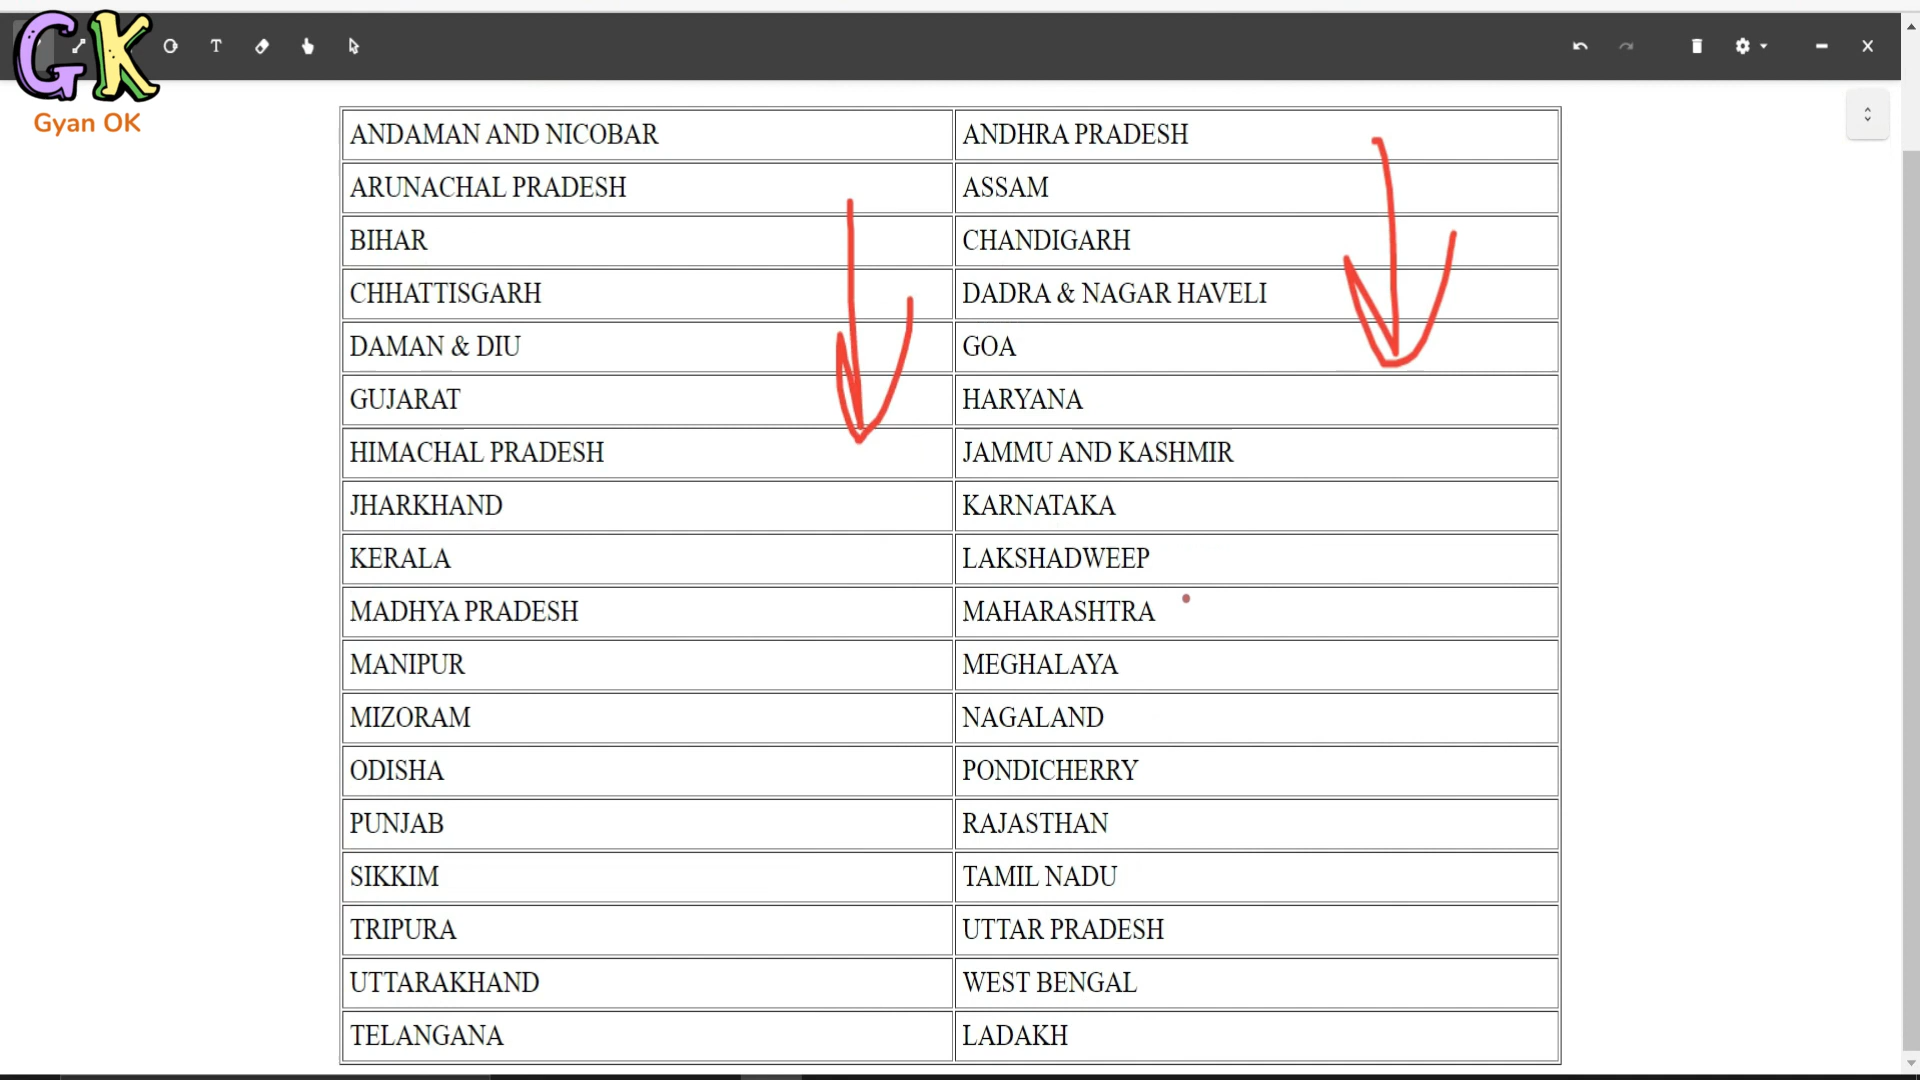 GK
Gyan OK
T
ANDAMAN AND NICOBAR ANDHRA PRADESH
ARUNACHAL PRADESH ASSAM
BIHAR CHANDIGARH
CHHATTISGARH DADRA & NAGAR HAVELI
DAMAN & DIU GOA
GUJARAT HARYANA
HIMACHAL PRADESH JAMMU AND KASHMIR
JHARKHAND KARNATAKA
KERALA LAKSHADWEEP
MADHYA PRADESH MAHARASHTRA
MANIPUR MEGHALAYA
MIZORAM NAGALAND
ODISHA PONDICHERRY
PUNJAB RAJASTHAN
SIKKIM TAMIL NADU
TRIPURA UTTAR PRADESH
UTTARAKHAND WEST BENGAL
TELANGANA LADAKH